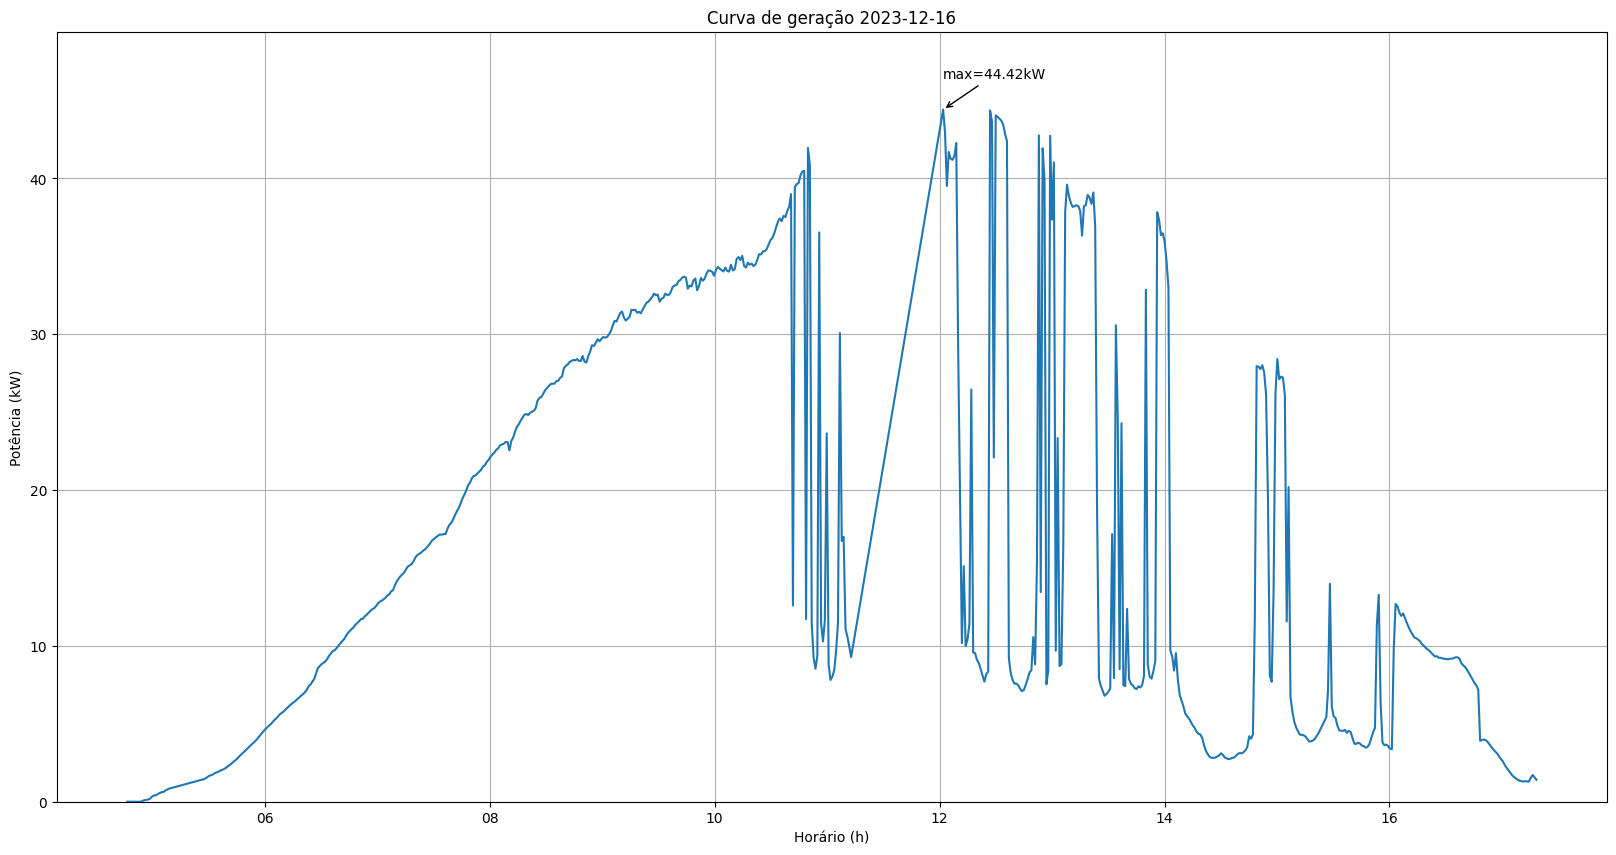 Curva de geração 2023-12-16
max=44.42kW
Potência (kW)
40
30
20
10
0
06 08 10 12 14 16
Horário (h)